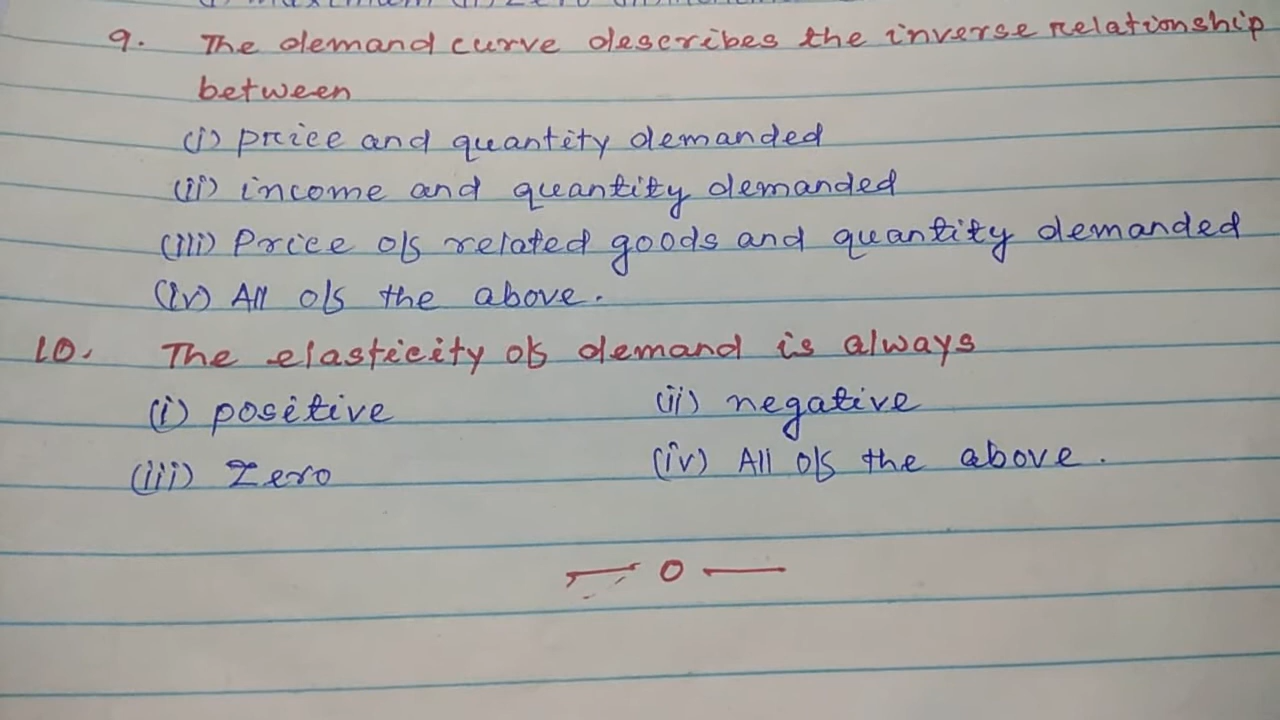 9. The demand curve describes the inverse relationship
between
(i) price and quantity demanded
(ii) income and quantity demanded
(iii) Price of related goods and quantity demanded
(iv) All of the above.
10. The elasticity of demand is always
(i) positive (ii) negative
(iii) Zero (iv) All of the above.
— 0 —